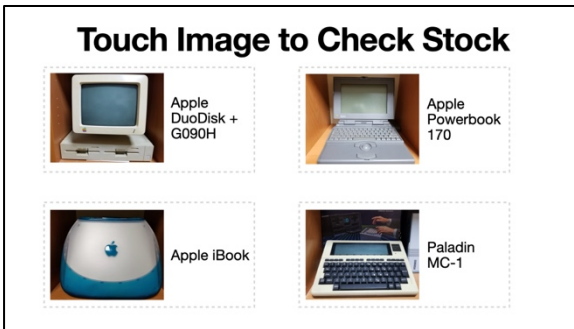 Touch Image to Check Stock
Apple
DuoDisk +
G090H
Apple
Powerbook
170
Apple iBook
Paladin
MC-1